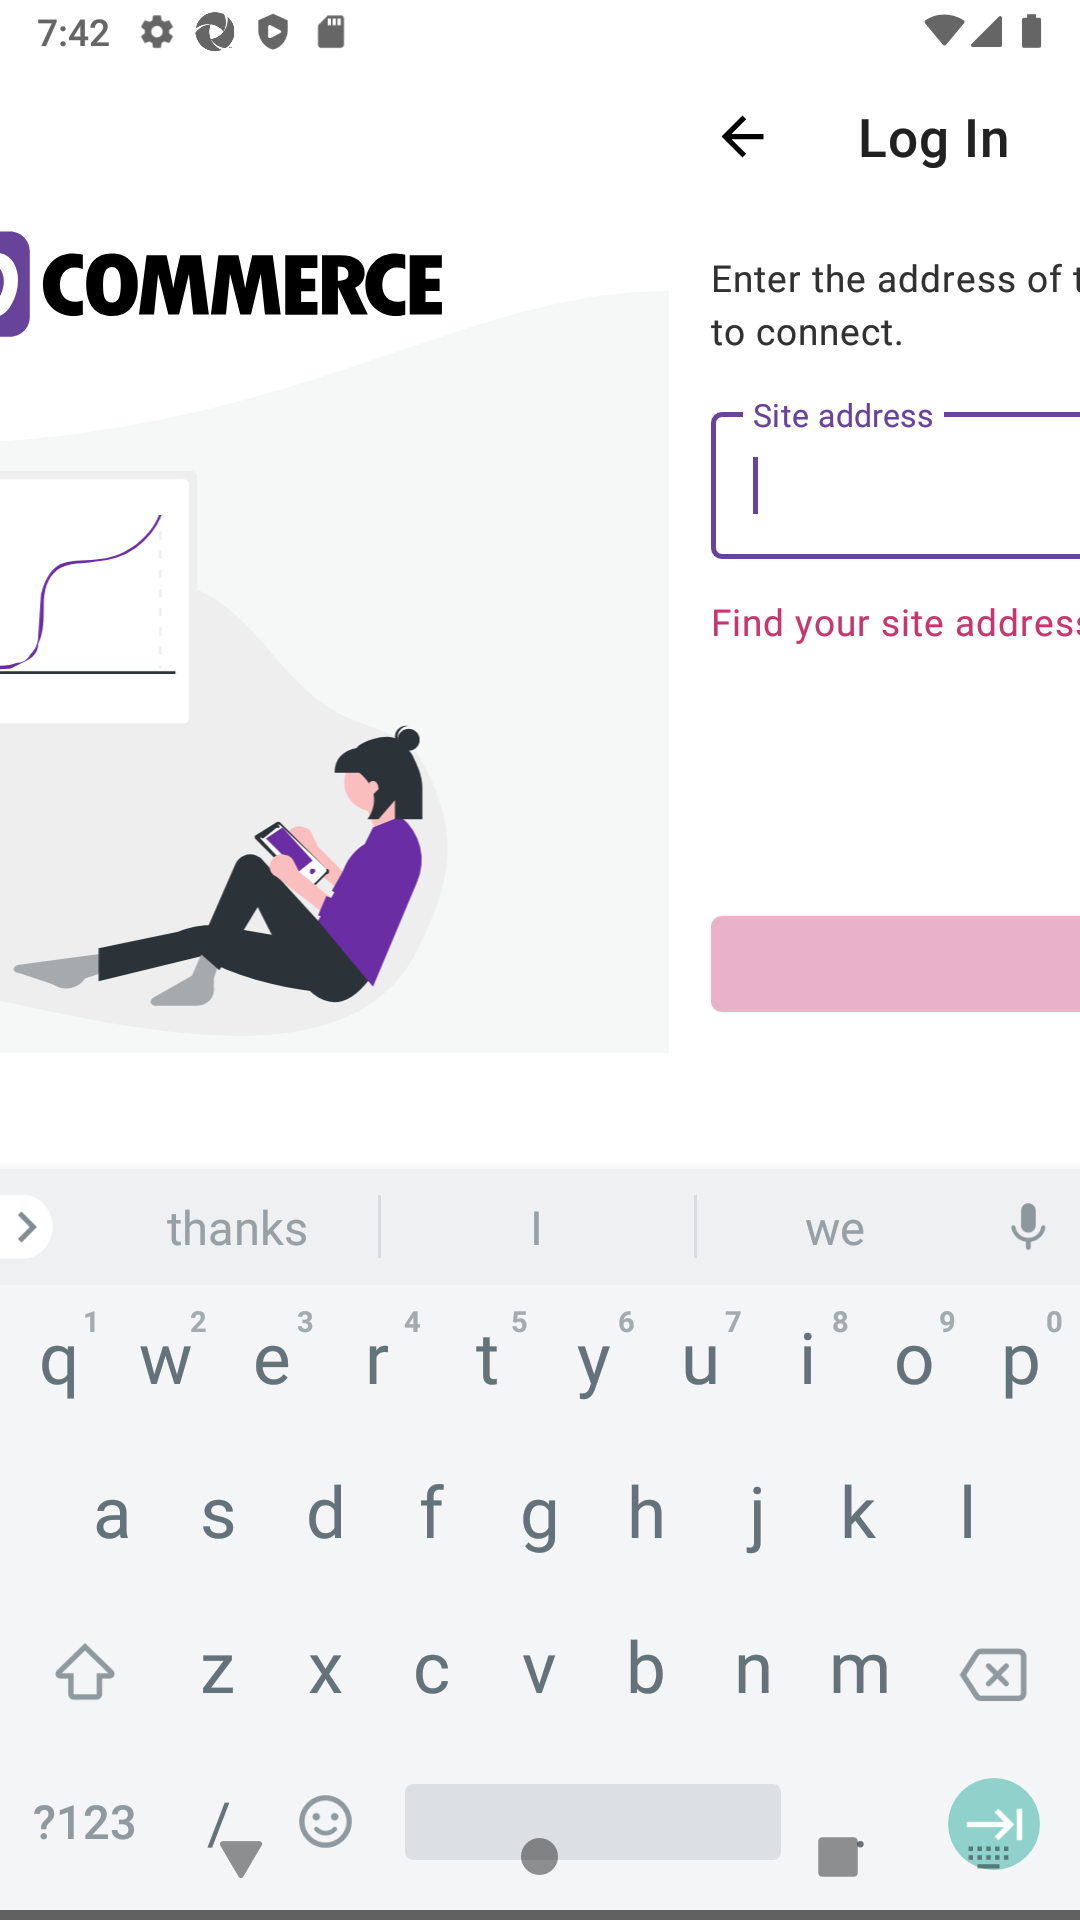 7:42
Log In
COMMERCE
Enter the address of
to connect.
Site address
Find your site address
thanks
I
we
1 2 3 4 5 6 7 8 9 0
q w e r t y u i o p
a s d f g h j k l
z x c v b n m
?123 /